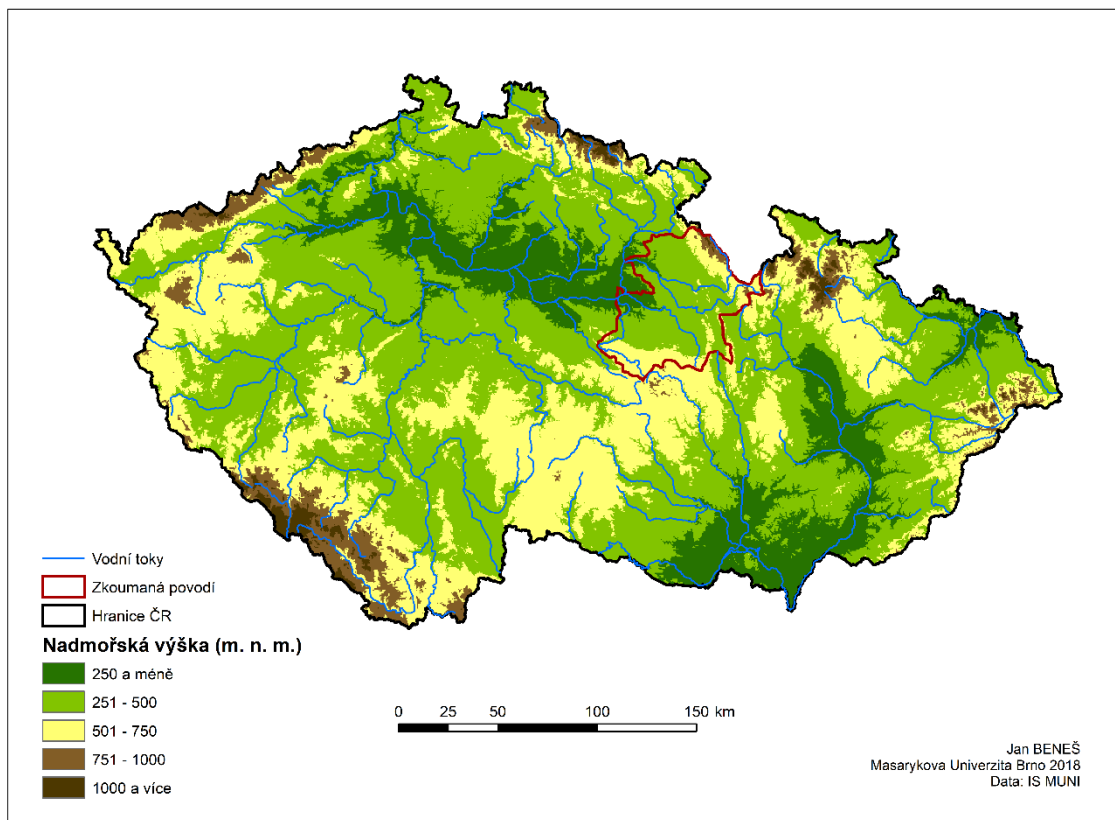 Vodní toky
Zkoumaná povodí
Hranice ČR
Nadmořská výška (m. n. m.)
250 a méně
251 - 500
501 - 750
751 - 1000
1000 a více
0 25 50 100 150 km
Jan BENEŠ
Masarykova Univerzita Brno 2018
Data: IS MUNI